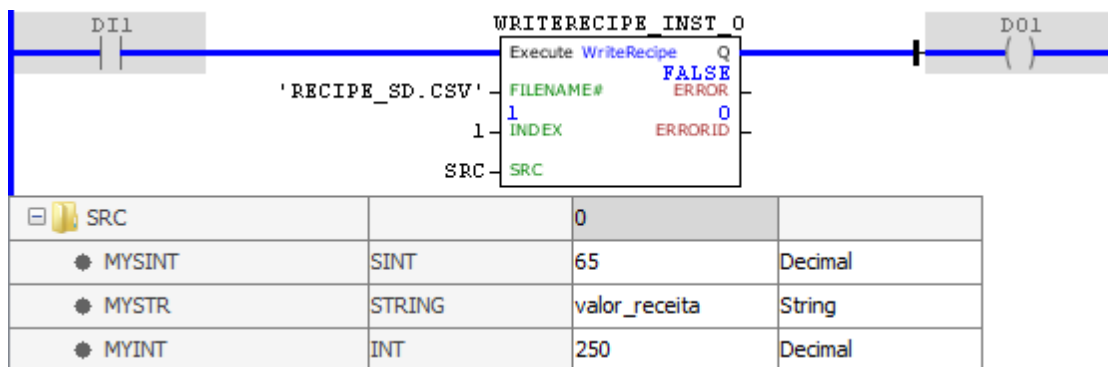 DI1 WRITERECIPE_INST_0 DO1
Execute WriteRecipe Q
FALSE
'RECIPE_SD.CSV' FILENAME# ERROR
1 0
1 INDEX ERRORID
SRC SRC
SRC 0
MYSINT SINT 65 Decimal
MYSTR STRING valor_receita String
MYINT INT 250 Decimal